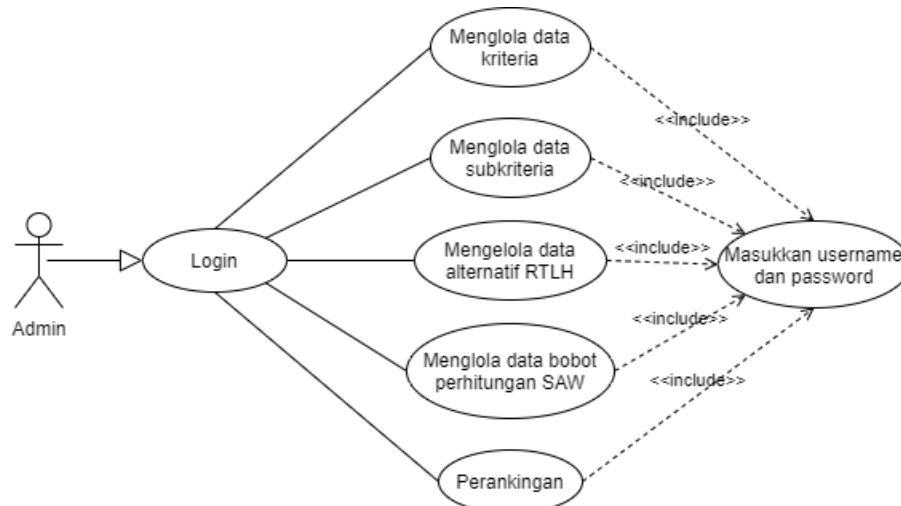 Menglola data
kriteria
<<include>>
Menglola data
subkriteria
<<include>>
Admin
Login
Mengelola data
alternatif RTLH
<<include>>
Masukkan username
dan password
Menglola data bobot
perhitungan SAW
<<include>>
<<include>>
Perankingan